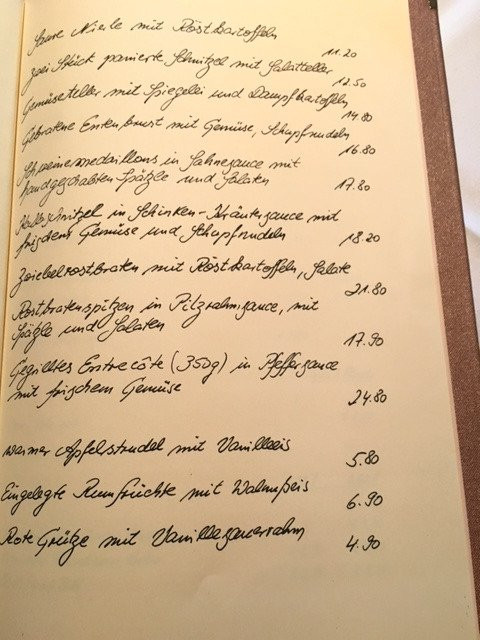 Saure Nierle mit Röstkartoffeln
11.20
zwei Stück panierte Schnitzel mit Salatteller
12.50
Gemüseteller mit Spiegelei und Dampfkartoffeln
14.80
Gebratene Entenbrust mit Gemüse, Schupfnudeln
16.80
Schweinemedaillons in Sahnesauce mit
handgeschabten Spätzle und Salaten
17.80
Kalbschnitzel in Schinken-Kräutersauce mit
frischem Gemüse und Schupfnudeln
18.20
Zwiebelrostbraten mit Röstkartoffeln, Salate
21.80
Rostbratenspitzen in Pilzrahmsauce, mit
Spätzle und Salaten
17.90
Gegrilltes Entrecôte (350g) in Pfeffersauce
mit frischem Gemüse
24.80
warmer Apfelstrudel mit Vanilleeis
5.80
Eingelegte Rumfrüchte mit Walnußeis
6.90
Rote Grütze mit Vanillesauerrahm
4.90